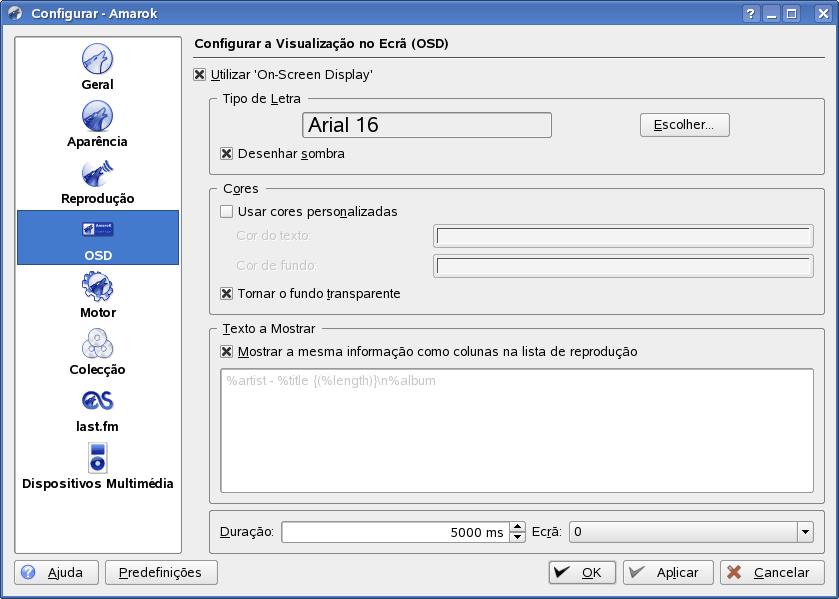 Configurar - Amarok
Configurar a Visualização no Ecrã (OSD)
Geral
Aparência
Reprodução
OSD
Motor
Colecção
last.fm
Dispositivos Multimédia
Utilizar 'On-Screen Display'
Tipo de Letra
Arial 16
Escolher...
Desenhar sombra
Cores
Usar cores personalizadas
Cor do texto:
Cor de fundo:
Tornar o fundo transparente
Texto a Mostrar
Mostrar a mesma informação como colunas na lista de reprodução
%artist - %title {(%length)}\n%album
Duração: 5000 ms Ecrã: 0
Ajuda Predefinições OK Aplicar Cancelar